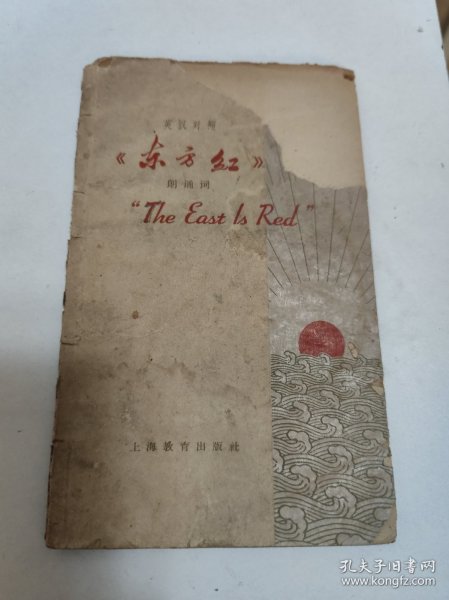 英汉对照
《东方红》
朗诵词
"The East Is Red"
上海教育出版社
孔夫子旧书网
www.kongfz.com